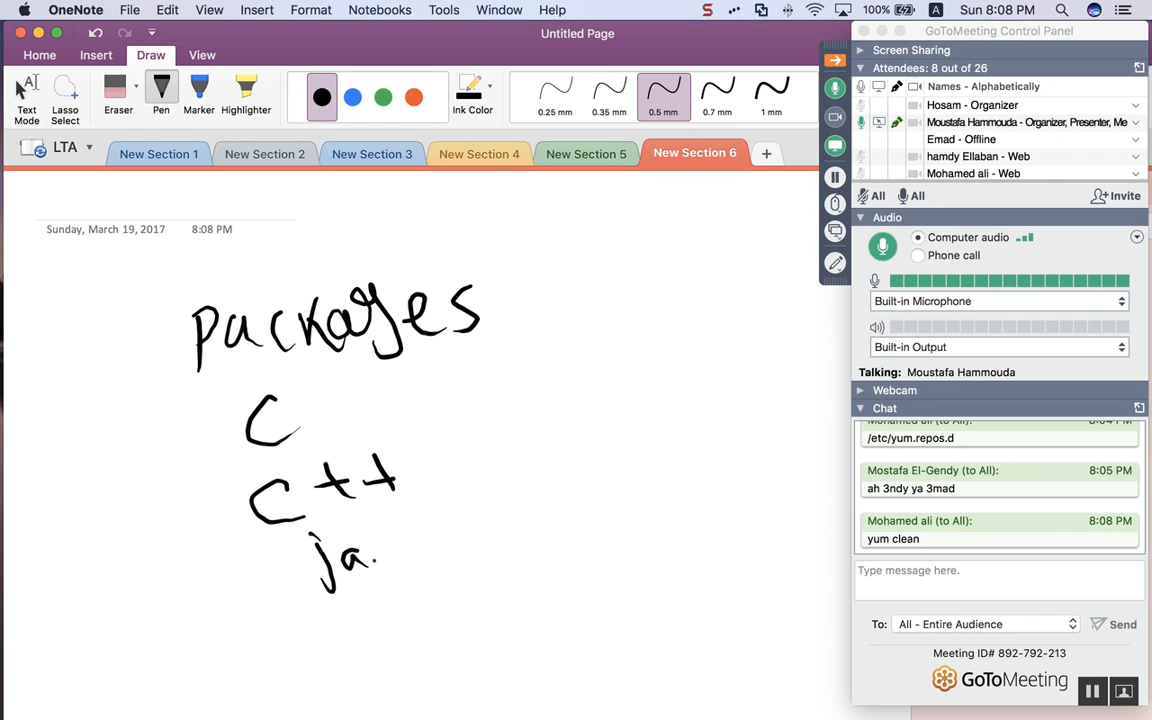 OneNote File Edit View Insert Format Notebooks Tools Window Help 100% A Sun 8:08 PM
Untitled Page
Home Insert Draw View
Text Mode
Lasso Select
Eraser
Pen
Marker
Highlighter
Ink Color
0.25 mm 0.35 mm 0.5 mm 0.7 mm 1 mm
LTA
New Section 1 New Section 2 New Section 3 New Section 4 New Section 5 New Section 6 +
Sunday, March 19, 2017 8:08 PM
packages
C
C++
ja
GoToMeeting Control Panel
Screen Sharing
Attendees: 8 out of 26
Names - Alphabetically
Hosam - Organizer
Moustafa Hammouda - Organizer, Presenter, Me
Emad - Offline
hamdy Ellaban - Web
Mohamed ali - Web
All All Invite
Audio
Computer audio
Phone call
Built-in Microphone
Built-in Output
Talking: Moustafa Hammouda
Webcam
Chat
Mohamed ali (to All): 8:04 PM
/etc/yum.repos.d
Mostafa El-Gendy (to All): 8:05 PM
ah 3ndy ya 3mad
Mohamed ali (to All): 8:08 PM
yum clean
Type message here.
To: All - Entire Audience Send
Meeting ID# 892-792-213
GoToMeeting